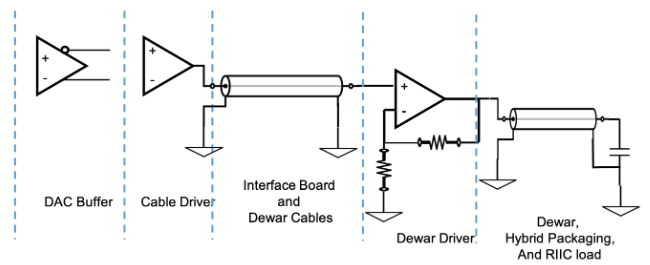 +
-
+
-
+
-
DAC Buffer
Cable Driver
Interface Board
and
Dewar Cables
Dewar Driver
Dewar,
Hybrid Packaging,
And RIIC load